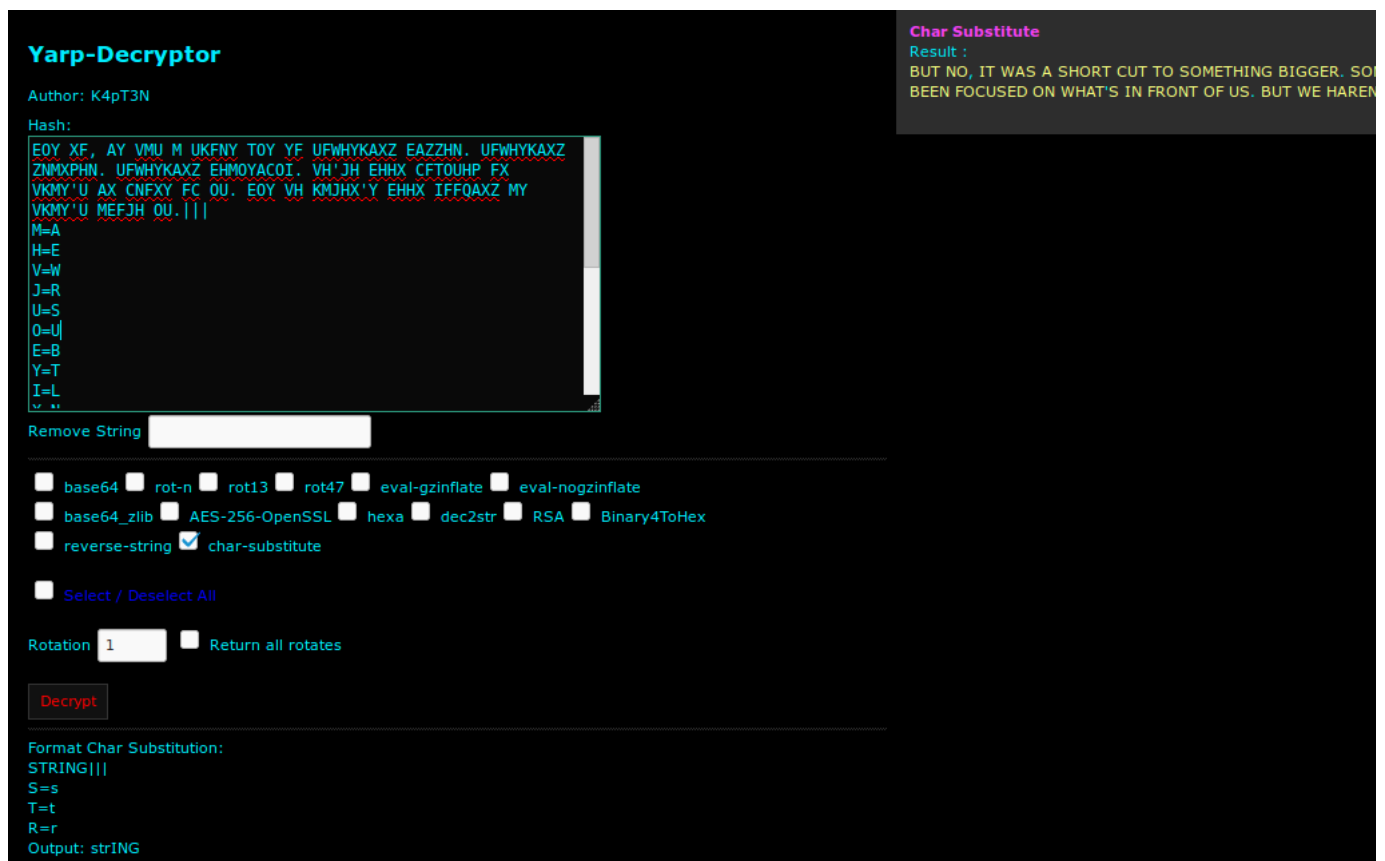 Yarp-Decryptor
Author: K4pT3N
Hash:
EOY XF, AY VMU M UKFNY TOY YF UFWHYKAXZ EAZZHN. UFWHYKAXZ
ZNMXPHN. UFWHYKAXZ EHMOYACOI. VH'JH EHHX CFTOUHP FX
VKMY'U AX CNFXY FC OU. EOY VH KMJHX'Y EHHX IFFQAXZ MY
VKMY'U MEFJH OU.|||
M=A
H=E
V=W
J=R
U=S
O=U
E=B
Y=T
I=L
X=N
Remove String
base64 rot-n rot13 rot47 eval-gzinflate eval-nogzinflate
base64_zlib AES-256-OpenSSL hexa dec2str RSA Binary4ToHex
reverse-string char-substitute
Select / Deselect All
Rotation 1 Return all rotates
Decrypt
Format Char Substitution:
STRING|||
S=s
T=t
R=r
Output: strING
Char Substitute
Result :
BUT NO, IT WAS A SHORT CUT TO SOMETHING BIGGER. SO
BEEN FOCUSED ON WHAT'S IN FRONT OF US. BUT WE HAREN